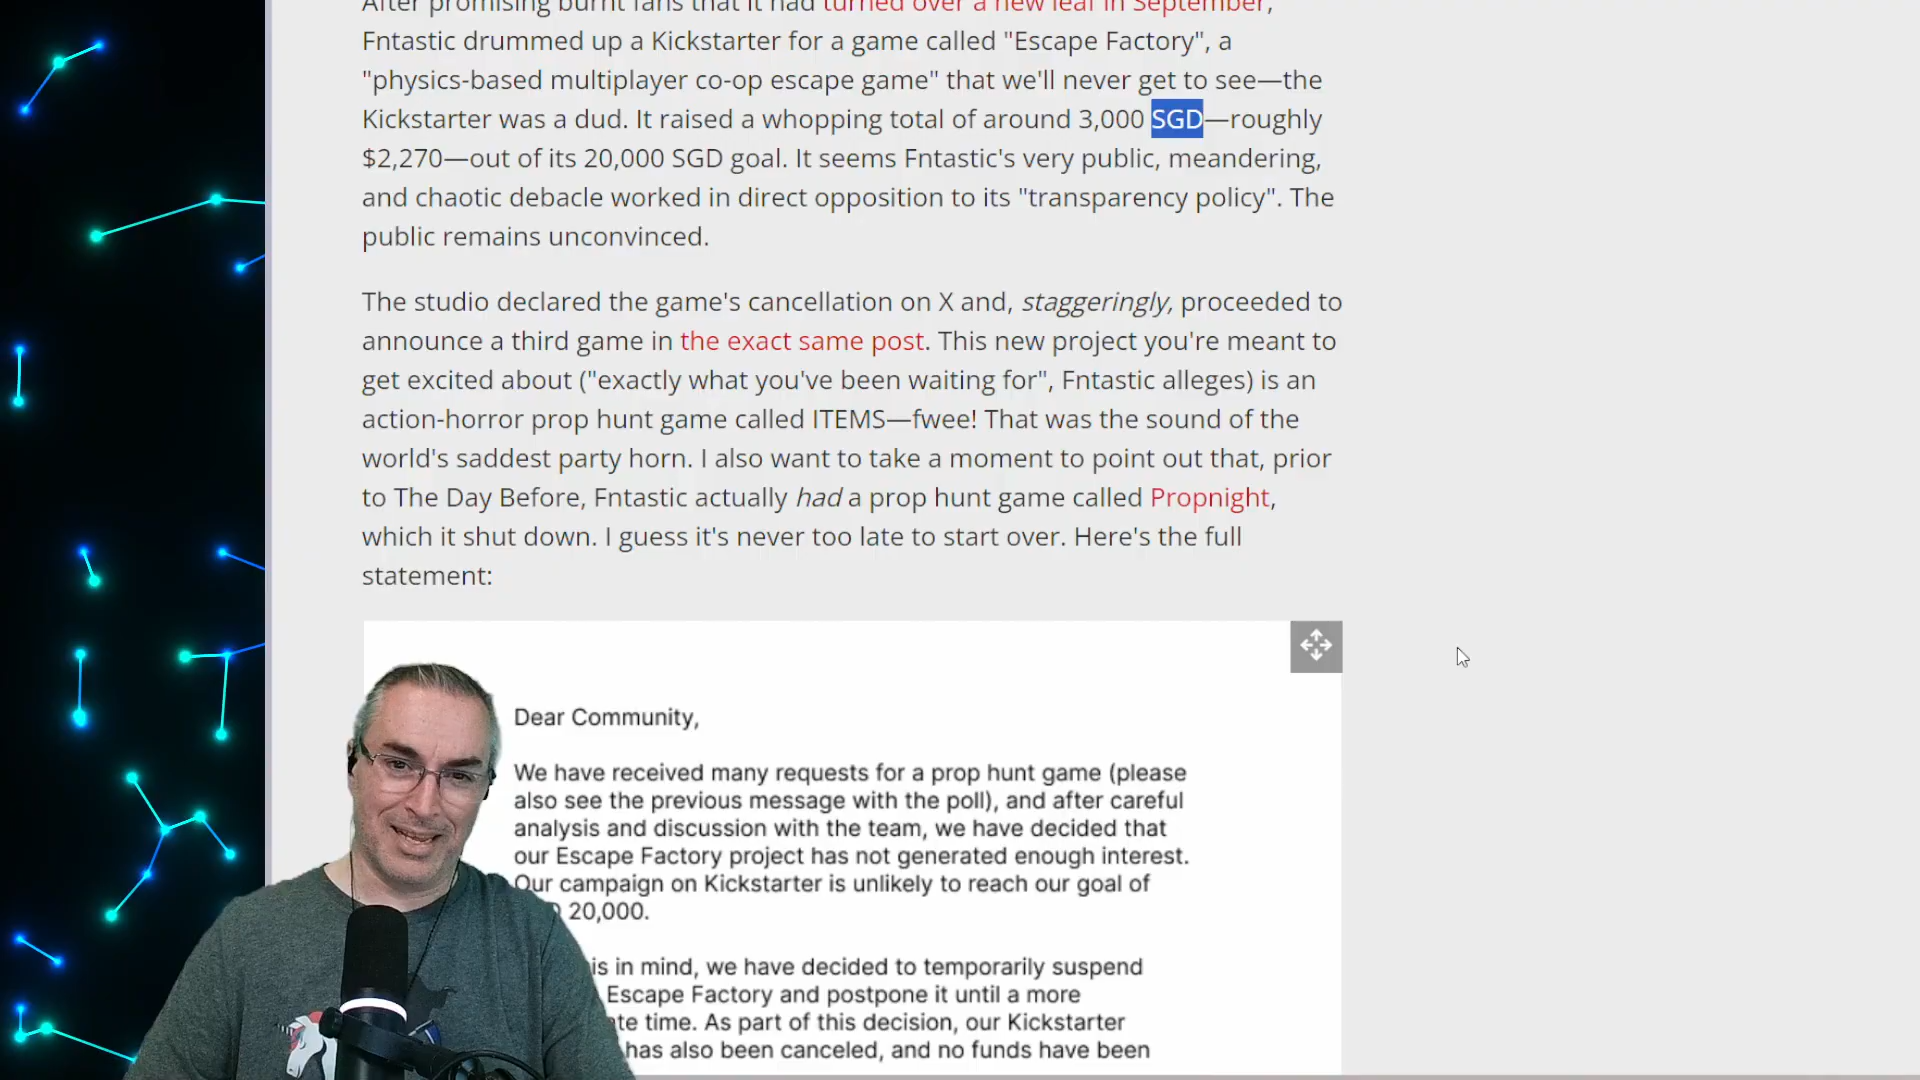 After promising burnt fans that it had turned over a new leaf in September,
Fntastic drummed up a Kickstarter for a game called "Escape Factory", a
"physics-based multiplayer co-op escape game" that we'll never get to see—the
Kickstarter was a dud. It raised a whopping total of around 3,000 SGD—roughly
$2,270—out of its 20,000 SGD goal. It seems Fntastic's very public, meandering,
and chaotic debacle worked in direct opposition to its "transparency policy". The
public remains unconvinced.
The studio declared the game's cancellation on X and, staggeringly, proceeded to
announce a third game in the exact same post. This new project you're meant to
get excited about ("exactly what you've been waiting for", Fntastic alleges) is an
action-horror prop hunt game called ITEMS—fwee! That was the sound of the
world's saddest party horn. I also want to take a moment to point out that, prior
to The Day Before, Fntastic actually had a prop hunt game called Propnight,
which it shut down. I guess it's never too late to start over. Here's the full
statement:
Dear Community,
We have received many requests for a prop hunt game (please
also see the previous message with the poll), and after careful
analysis and discussion with the team, we have decided that
our Escape Factory project has not generated enough interest.
Our campaign on Kickstarter is unlikely to reach our goal of
20,000.
in mind, we have decided to temporarily suspend
Escape Factory and postpone it until a more
time. As part of this decision, our Kickstarter
has also been canceled, and no funds have been